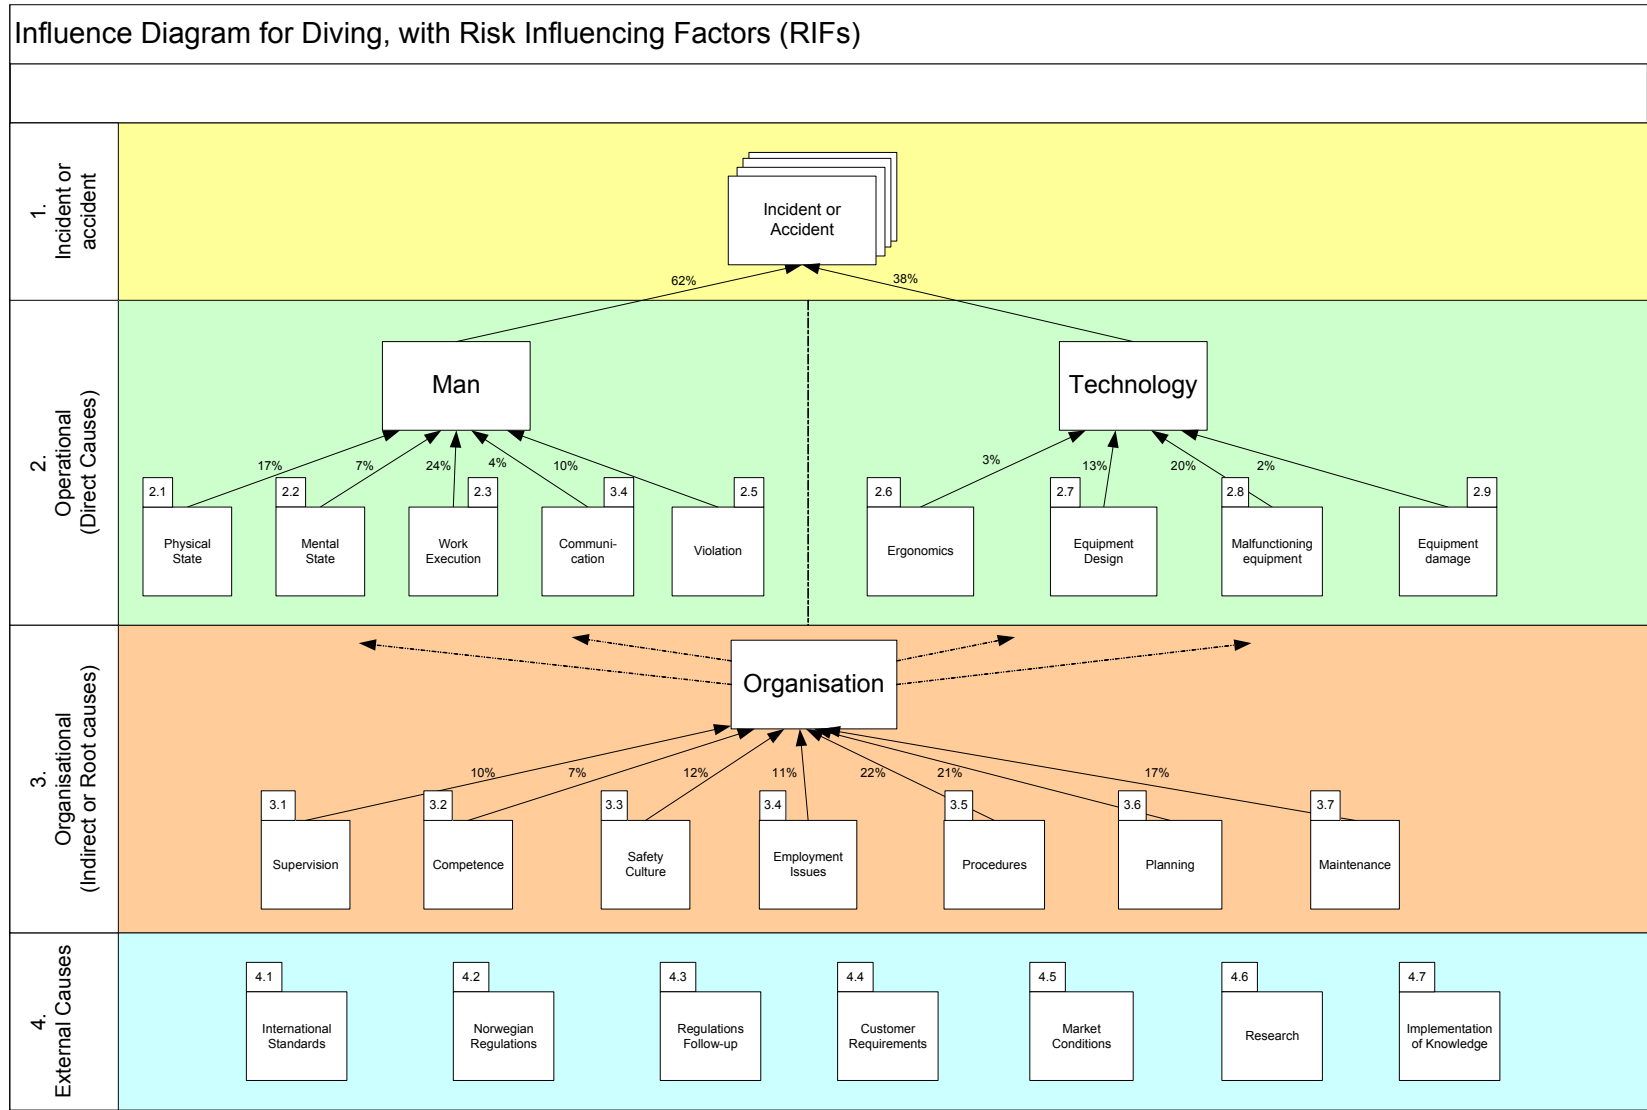 Influence Diagram for Diving, with Risk Influencing Factors (RIFs)
1.
Incident or
accident
Incident or
Accident
62%
38%
2.
Operational
(Direct Causes)
Man
Technology
17%
7%
24%
4%
10%
3%
13%
20%
2%
2.1
2.2
2.3
3.4
2.5
2.6
2.7
2.8
2.9
Physical
State
Mental
State
Work
Execution
Communi-
cation
Violation
Ergonomics
Equipment
Design
Malfunctioning
equipment
Equipment
damage
3.
Organisational
(Indirect or Root causes)
Organisation
10%
7%
12%
11%
22%
21%
17%
3.1
3.2
3.3
3.4
3.5
3.6
3.7
Supervision
Competence
Safety
Culture
Employment
Issues
Procedures
Planning
Maintenance
4.
External Causes
4.1
4.2
4.3
4.4
4.5
4.6
4.7
International
Standards
Norwegian
Regulations
Regulations
Follow-up
Customer
Requirements
Market
Conditions
Research
Implementation
of Knowledge